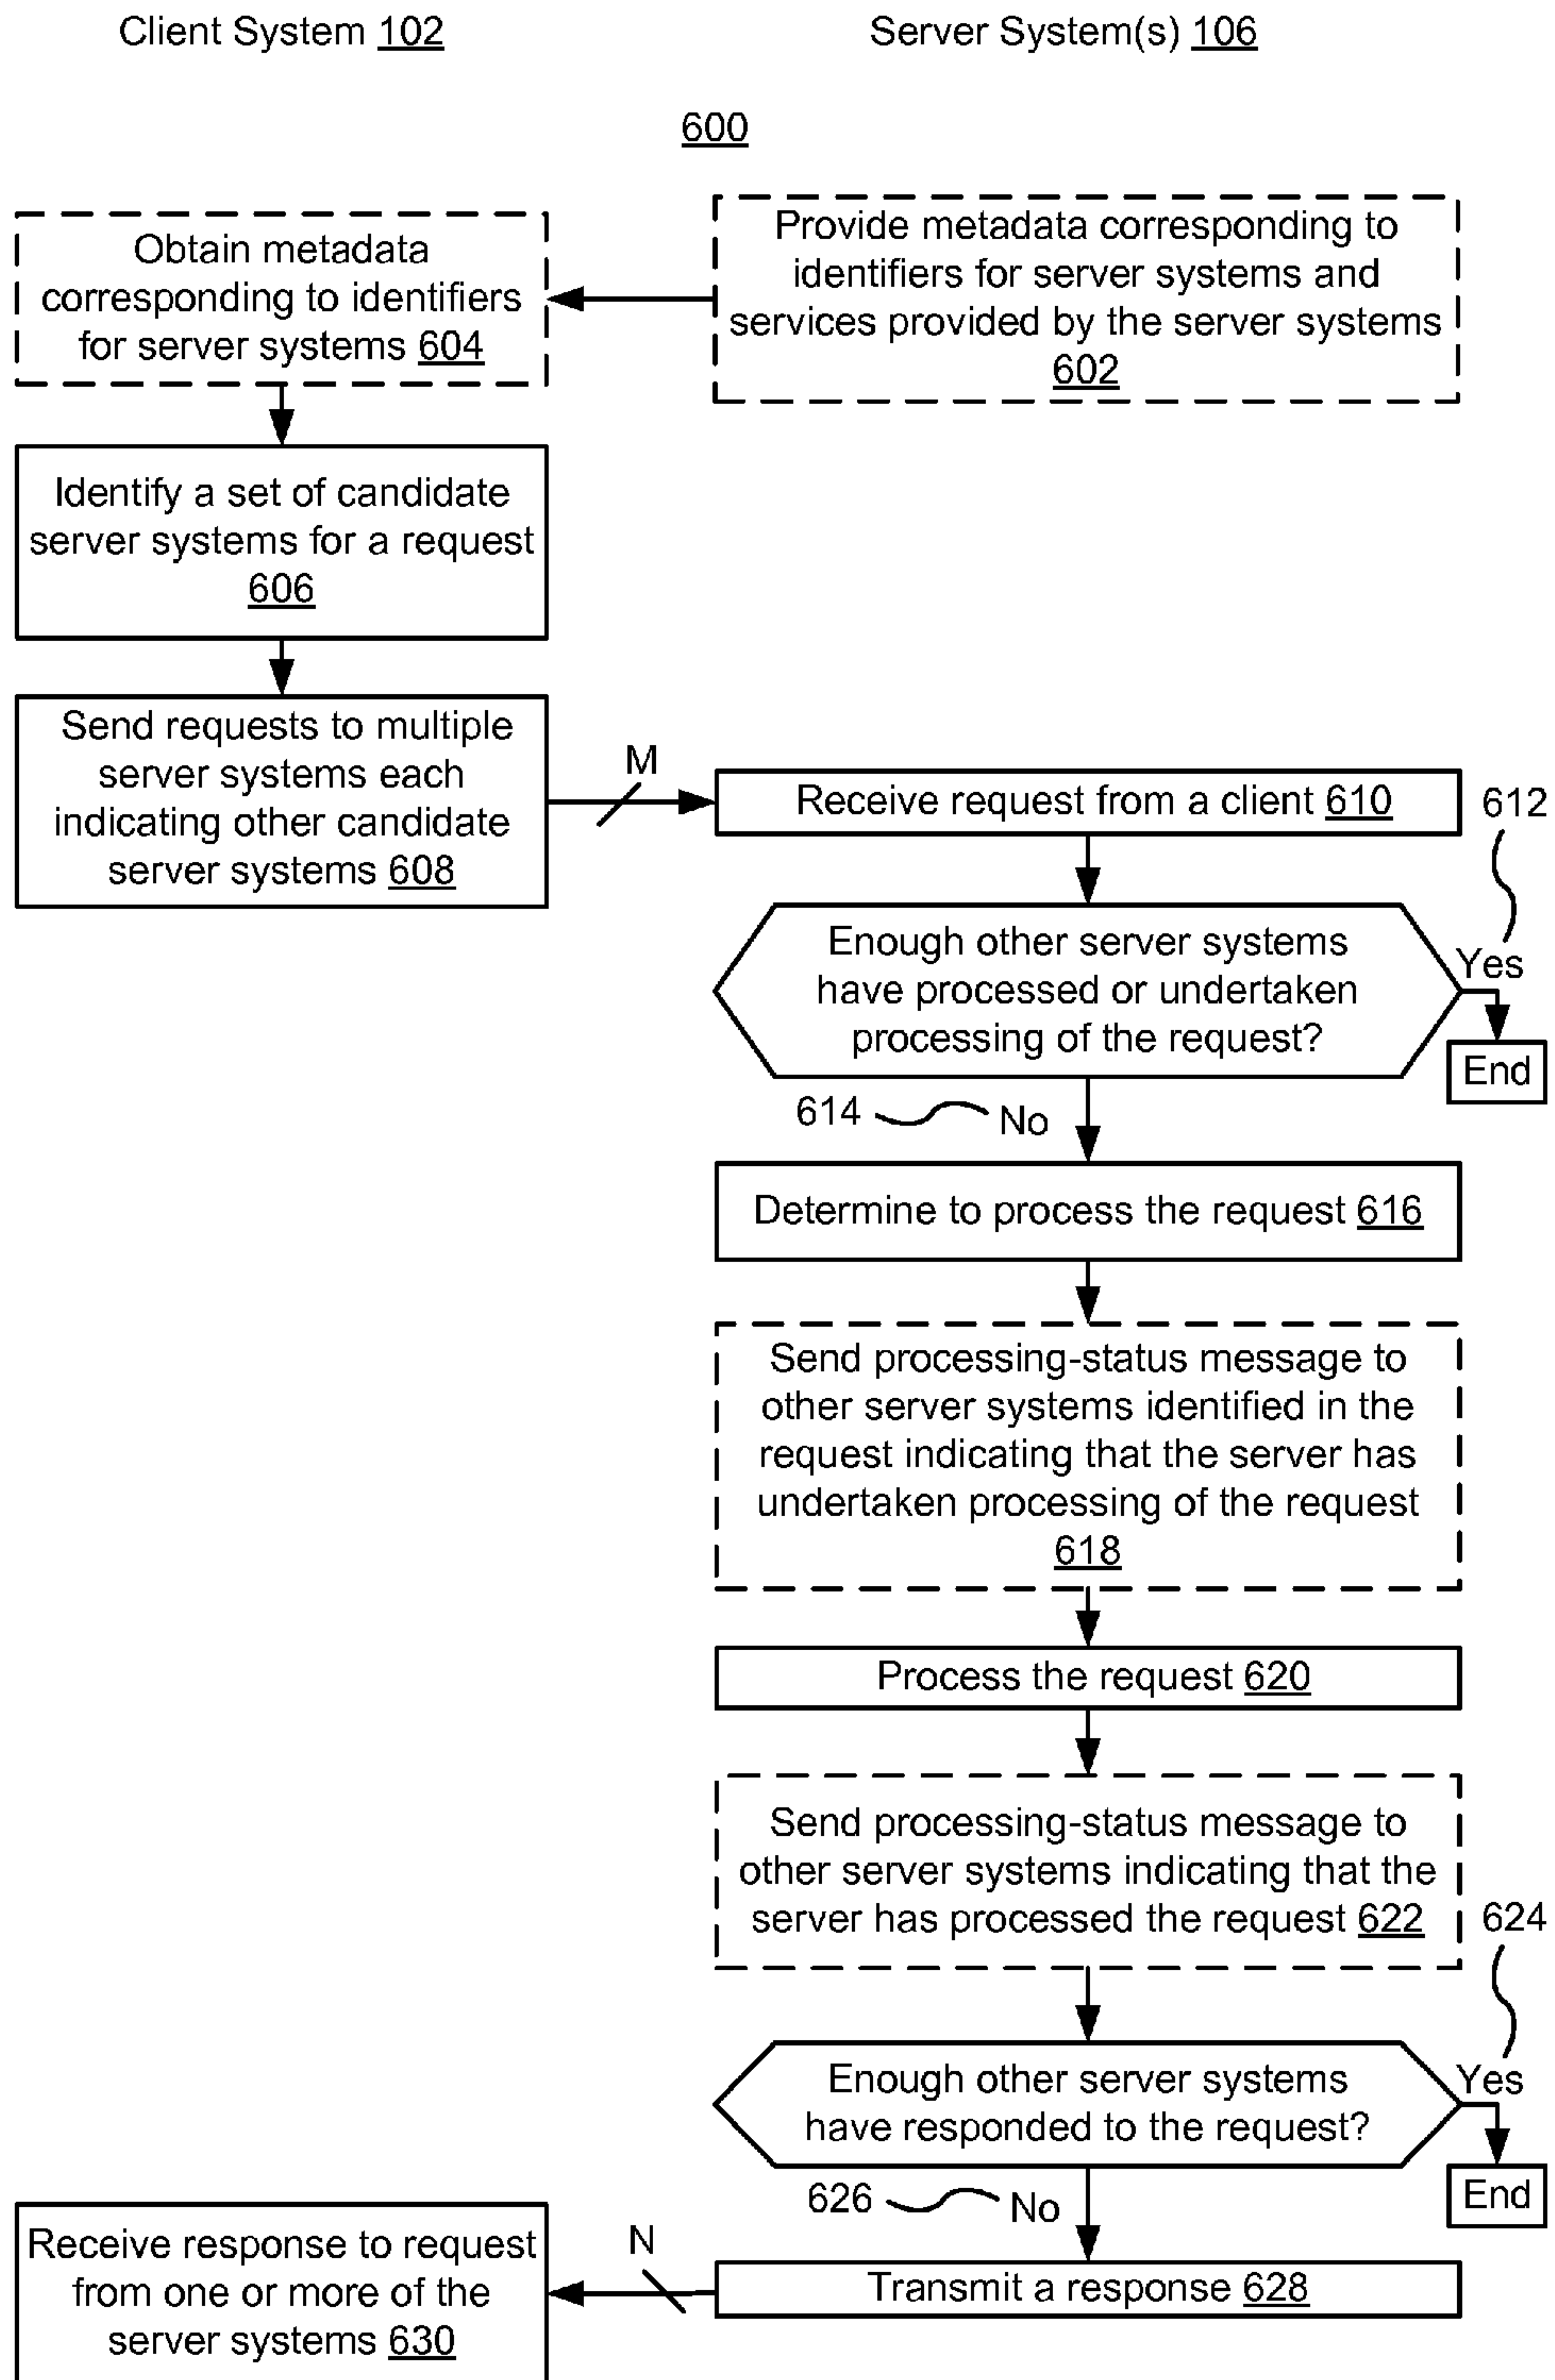 Client System 102
Server System(s) 106
600
Obtain metadata
corresponding to identifiers
for server systems 604
Provide metadata corresponding to
identifiers for server systems and
services provided by the server systems
602
Identify a set of candidate
server systems for a request
606
Send requests to multiple
server systems each
indicating other candidate
server systems 608
M
Receive request from a client 610
612
Enough other server systems
have processed or undertaken
processing of the request?
Yes
End
614
No
Determine to process the request 616
Send processing-status message to
other server systems identified in the
request indicating that the server has
undertaken processing of the request
618
Process the request 620
Send processing-status message to
other server systems indicating that the
server has processed the request 622
624
Enough other server systems
have responded to the request?
Yes
End
626
No
Transmit a response 628
N
Receive response to request
from one or more of the
server systems 630